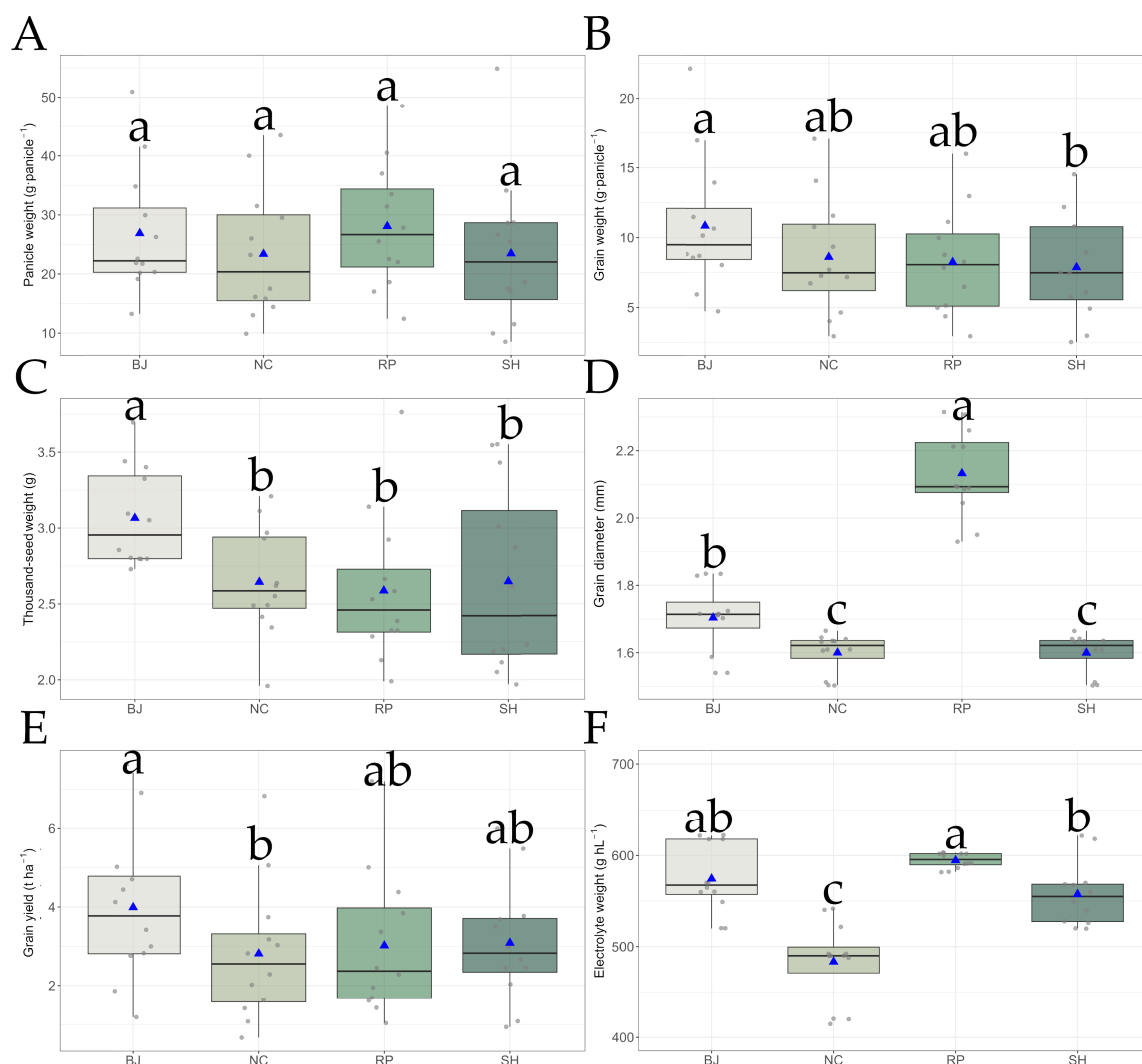 A
B
Panicle weight (g·panicle⁻¹)
50
40
30
20
10
a
a
a
a
BJ
NC
RP
SH
Grain weight (g·panicle⁻¹)
20
15
10
5
a
ab
ab
b
BJ
NC
RP
SH
C
D
Thousand-seed weight (g)
3.5
3.0
2.5
2.0
a
b
b
b
BJ
NC
RP
SH
Grain diameter (mm)
2.2
2.0
1.8
1.6
b
c
a
c
BJ
NC
RP
SH
E
F
Grain yield (t ha⁻¹)
6
4
2
0
a
b
ab
ab
BJ
NC
RP
SH
Electrolyte weight (g hL⁻¹)
700
600
500
400
ab
c
a
b
BJ
NC
RP
SH